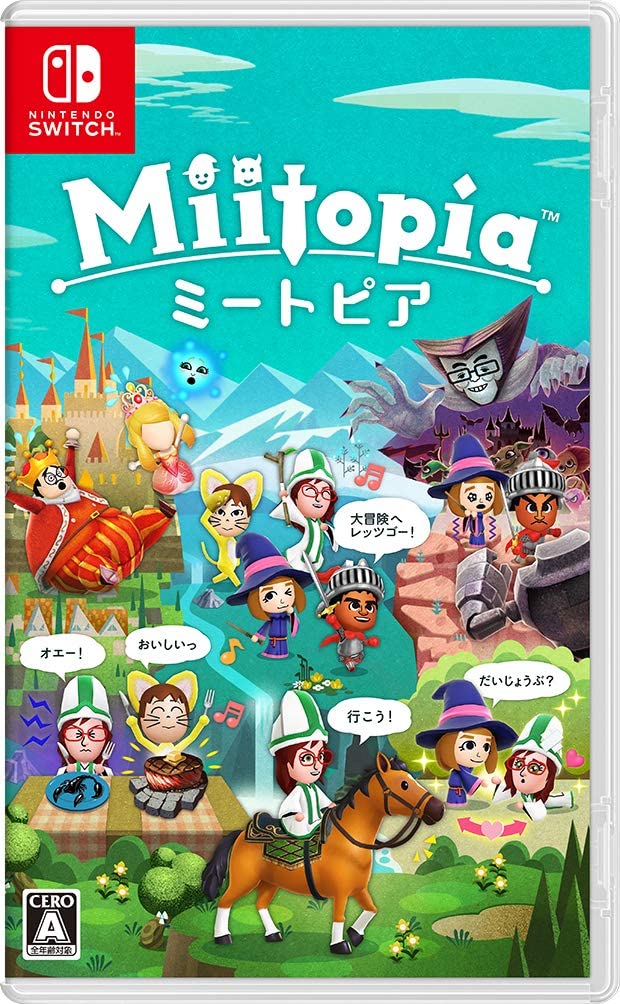 NINTENDO
SWITCH™
Miitopia™
ミートピア
大冒険へ
レッツゴー!
オエー!
おいしいっ
行こう!
だいじょうぶ?
CERO
A
全年齢対象